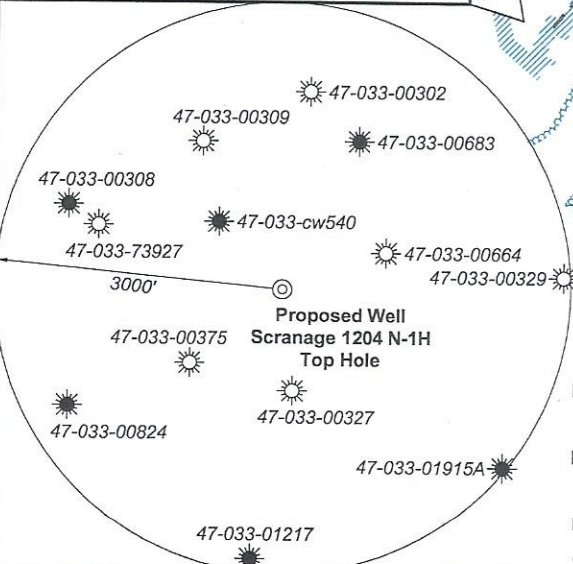 47-033-00302
47-033-00309
47-033-00683
47-033-00308
47-033-cw540
47-033-73927
47-033-00664
47-033-00329
3000'
Proposed Well
Scranage 1204 N-1H
Top Hole
47-033-00375
47-033-00327
47-033-00824
47-033-01915A
47-033-01217